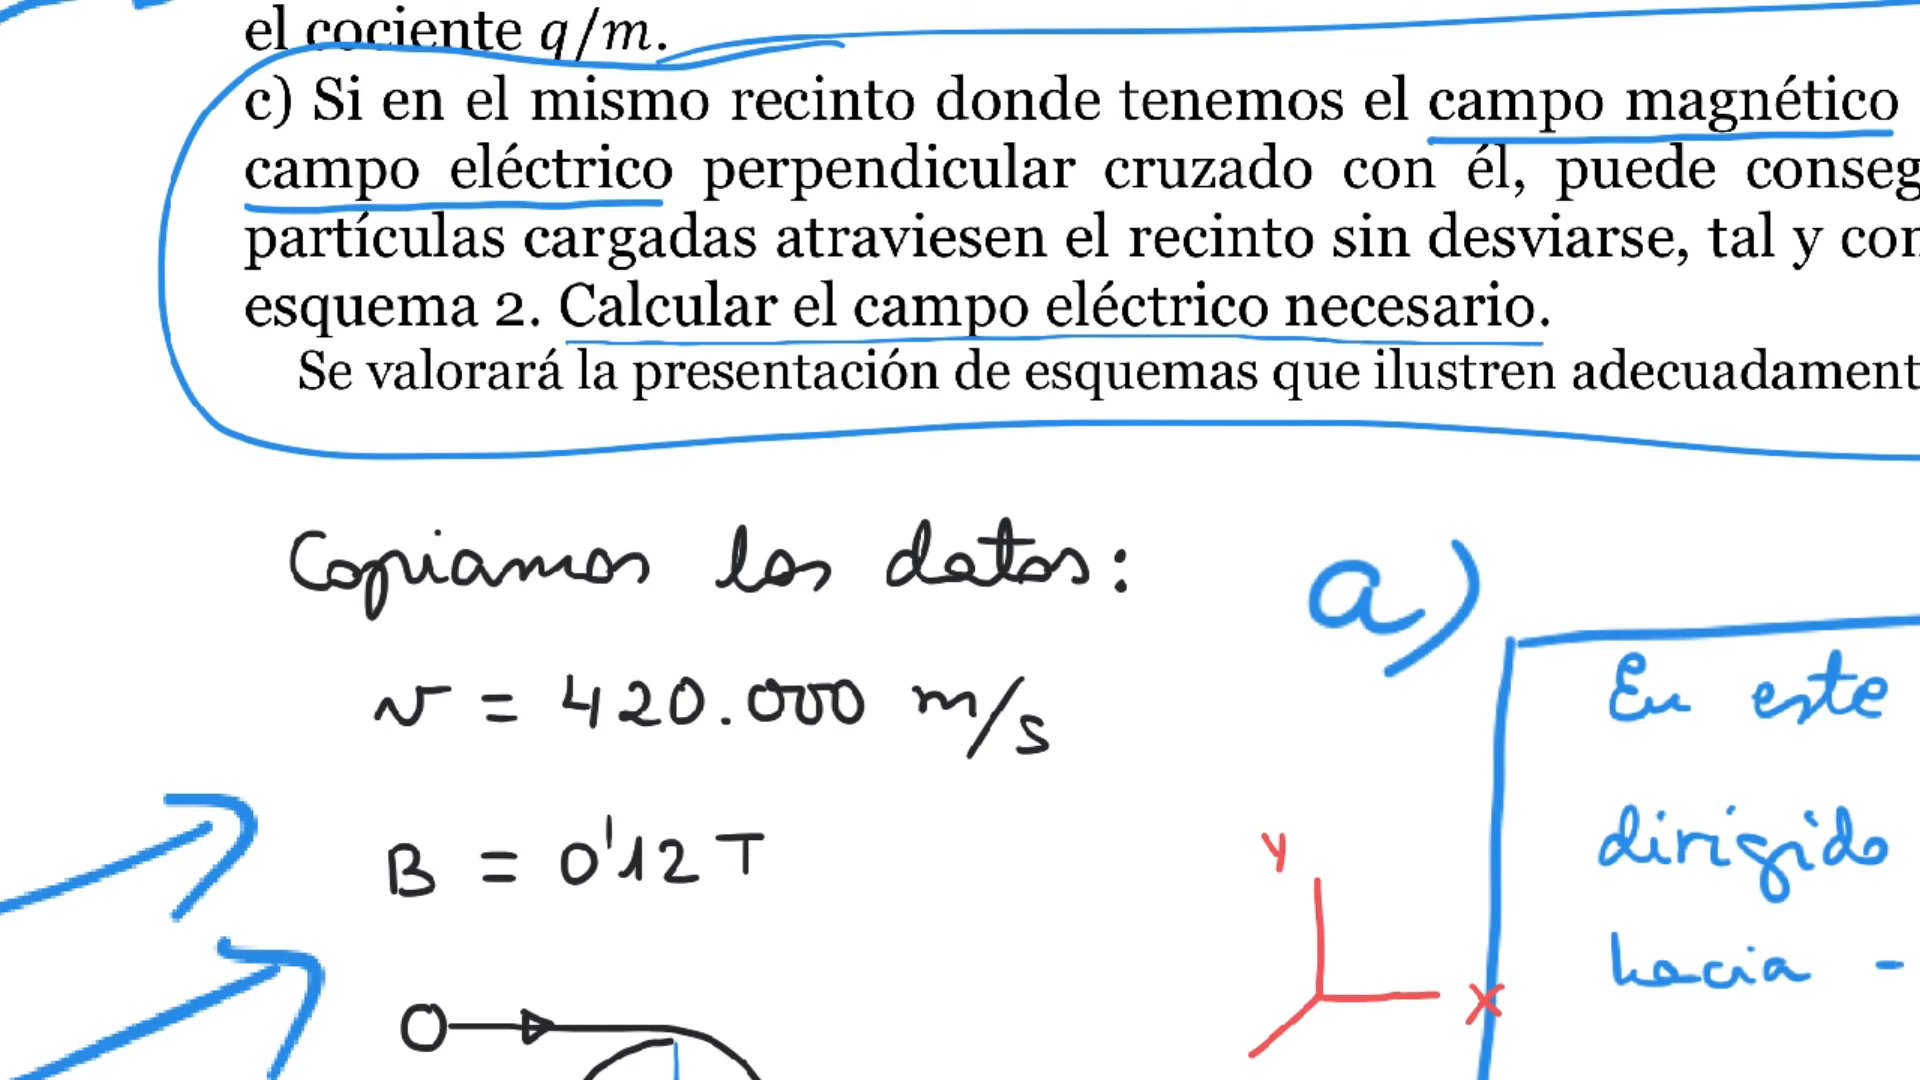 el cociente q/m.
c) Si en el mismo recinto donde tenemos el campo magnético
campo eléctrico perpendicular cruzado con él, puede conseg
partículas cargadas atraviesen el recinto sin desviarse, tal y con
esquema 2. Calcular el campo eléctrico necesario.
Se valorará la presentación de esquemas que ilustren adecuadament
Copiamos los datos:
v = 420.000 m/s
B = 0'12 T
a)
En este
dirigido
hacia -
y
x